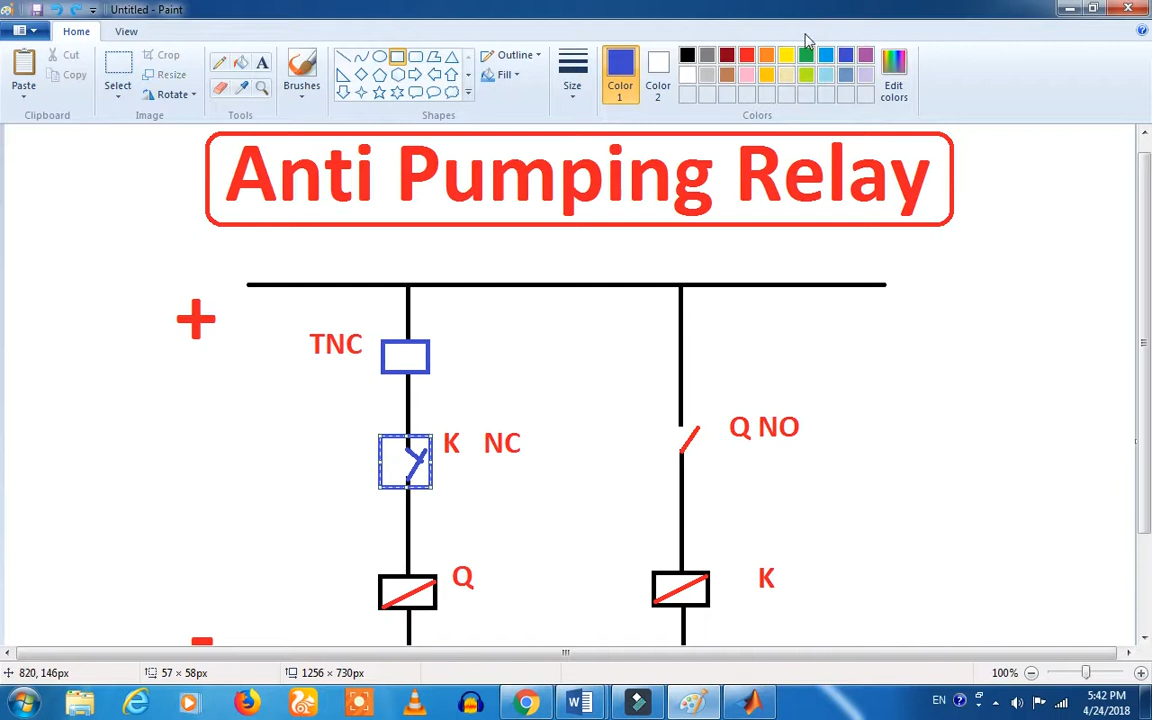 Untitled - Paint
Home View
Cut
Copy
Paste
Crop
Resize
Rotate
Select
Brushes
Outline
Fill
Size
Color 1
Color 2
Edit colors
Clipboard Image Tools Shapes Colors
Anti Pumping Relay
+
TNC
K NC
Q NO
Q
K
-
820, 146px 57 × 58px 1256 × 730px 100%
EN 5:42 PM
4/24/2018